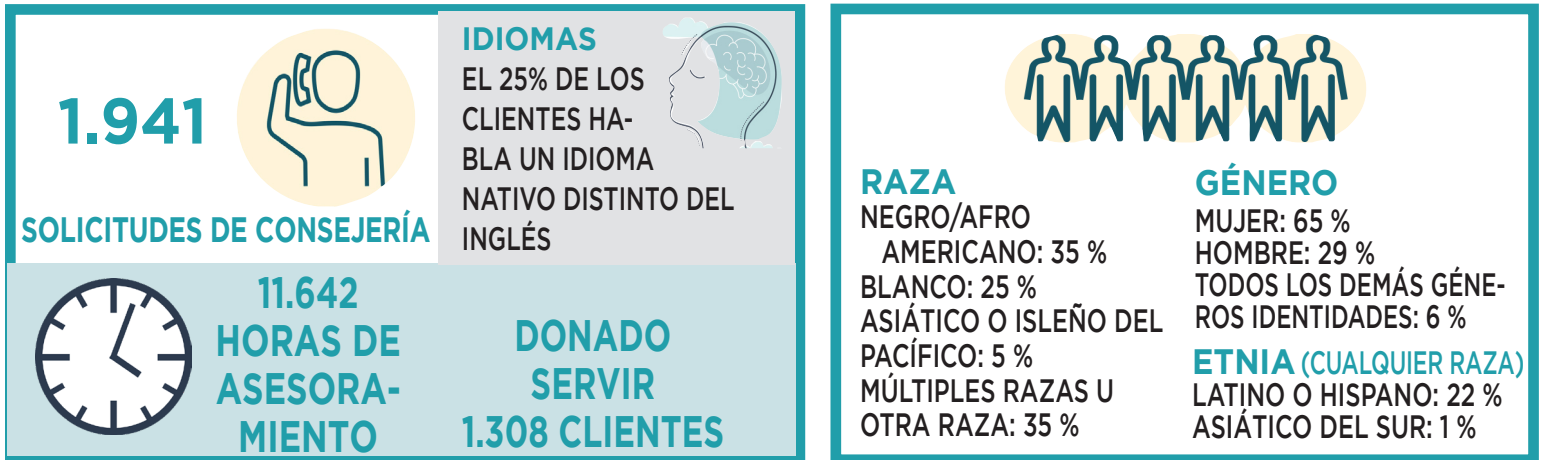 1.941
SOLICITUDES DE CONSEJERÍA
IDIOMAS
EL 25% DE LOS
CLIENTES HA-
BLA UN IDIOMA
NATIVO DISTINTO DEL
INGLÉS
11.642
HORAS DE
ASESORA-
MIENTO
DONADO
SERVIR
1.308 CLIENTES
RAZA
NEGRO/AFRO
AMERICANO: 35 %
BLANCO: 25 %
ASIÁTICO O ISLEÑO DEL
PACÍFICO: 5 %
MÚLTIPLES RAZAS U
OTRA RAZA: 35 %
GÉNERO
MUJER: 65 %
HOMBRE: 29 %
TODOS LOS DEMÁS GÉNE-
ROS IDENTIDADES: 6 %
ETNIA (CUALQUIER RAZA)
LATINO O HISPANO: 22 %
ASIÁTICO DEL SUR: 1 %